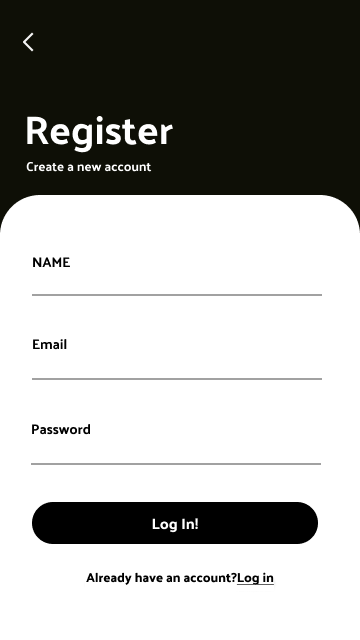 Register
Create a new account
NAME
Email
Password
Log In!
Already have an account?Log in